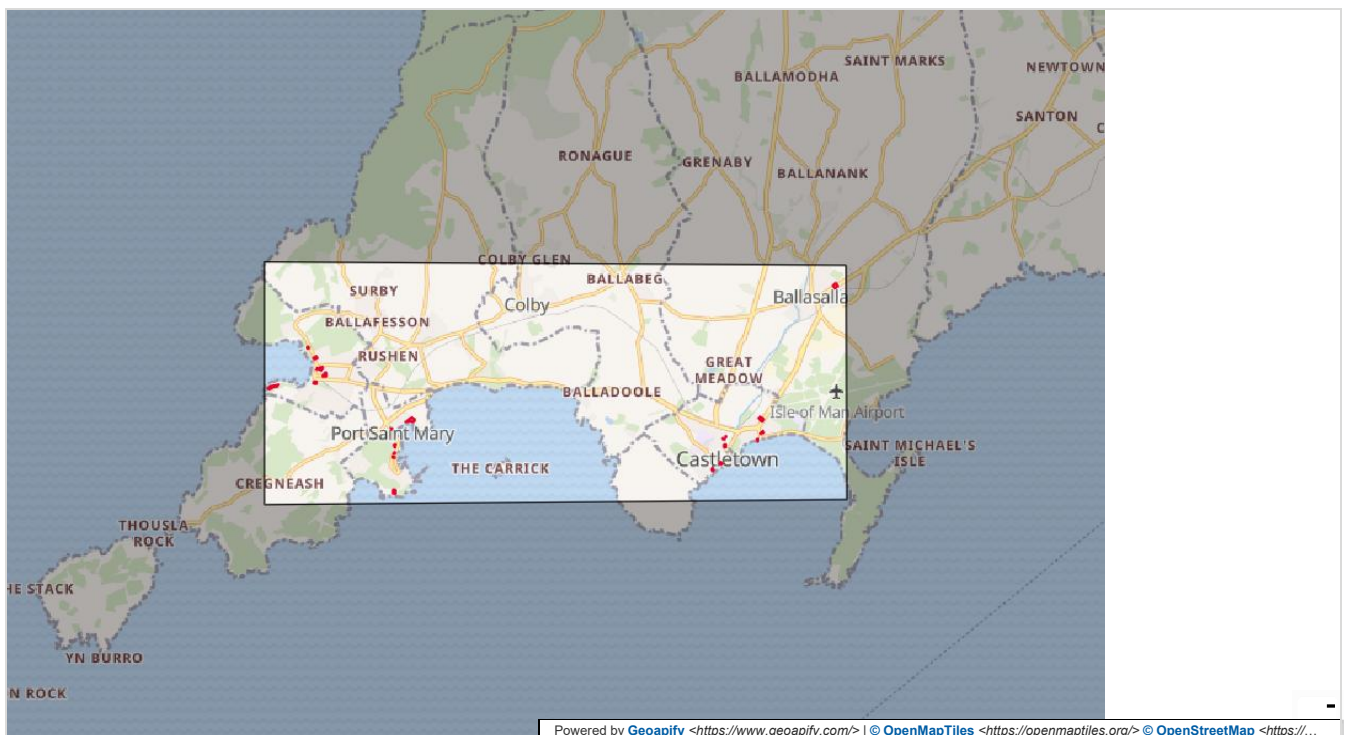 SAINT MARKS
NEWTOWN
BALLAMODHA
SANTON
C
RONAGUE
GRENABY
BALLANANK
COLBY GLEN
BALLABEG
SURBY
Colby
Ballasalla
BALLAFESSON
RUSHEN
GREAT
MEADOW
BALLADOOLE
Isle of Man Airport
Port Saint Mary
SAINT MICHAEL'S
ISLE
THE CARRICK
Castletown
CREGNEASH
THOUSLA
ROCK
HE STACK
YN BURRO
N ROCK
-
Powered by Geoapify <https://www.geoapify.com/> | © OpenMapTiles <https://openmaptiles.org/> © OpenStreetMap <https://…